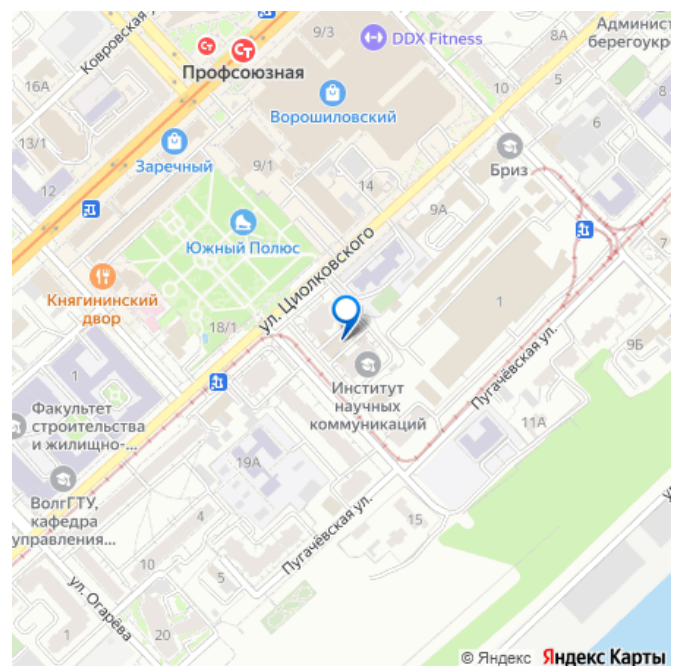 Ковровская у
9/3
DDX Fitness
8А
Админист
берегоукр
Ст
Ст
Профсоюзная
16А
10
5
8
Ворошиловский
6
13/1
Заречный
9/1
Бриз
12
14
9А
Южный Полюс
7
Княгининский
двор
ул. Циолковского
18/1
1
Пугачёвская ул.
9Б
1
Институт
научных
коммуникаций
Факультет
строительства
и жилищно-...
11А
19А
ВолгГТУ,
кафедра
управления...
4
Пугачёвская ул.
15
10
ул. Огарёва
1
20
© Яндекс Яндекс Карты